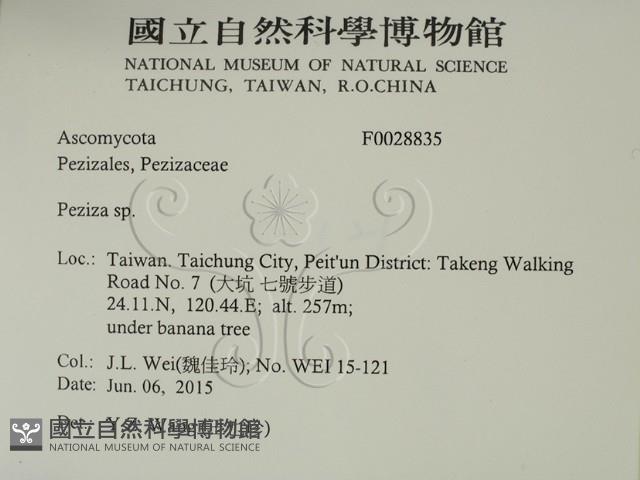 國立自然科學博物館
NATIONAL MUSEUM OF NATURAL SCIENCE
TAICHUNG, TAIWAN, R.O.CHINA
Ascomycota F0028835
Pezizales, Pezizaceae
Peziza sp.
Loc.: Taiwan. Taichung City, Peit'un District: Takeng Walking
Road No. 7 (大坑 七號步道)
24.11.N, 120.44.E; alt. 257m;
under banana tree
Col.: J.L. Wei(魏佳玲); No. WEI 15-121
Date: Jun. 06, 2015
Det.:
國立自然科學博物館
NATIONAL MUSEUM OF NATURAL SCIENCE